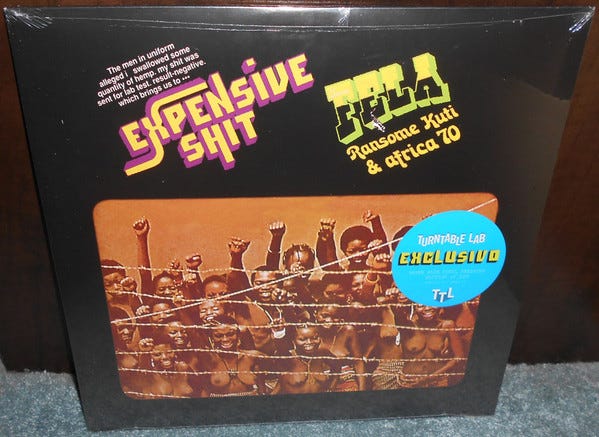 The men in uniform
alleged i swallowed some
quantity of hemp. my shit was
sent for lab test. result-negative.
which brings us to ...
EXPENSIVE
SHIT
FELA
Ransome Kuti
& africa 70
TURNTABLE LAB
EXCLUSIVO
TTL